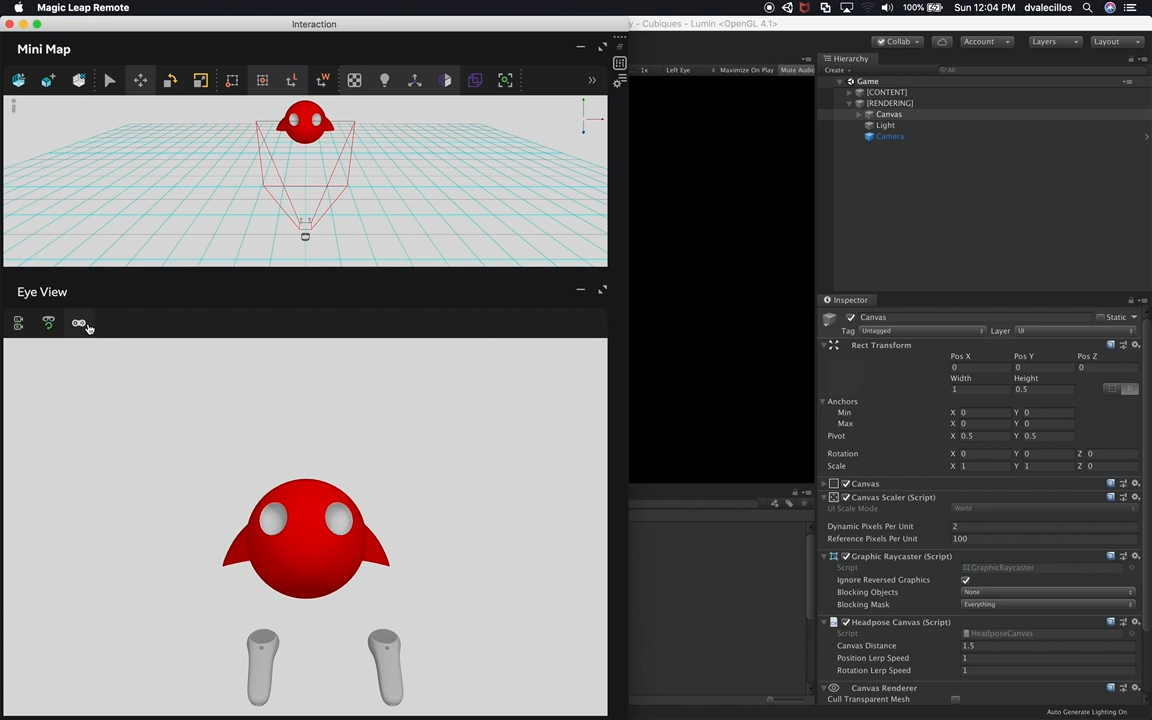 Magic Leap Remote
100%
Sun 12:04 PM
dvalecillos
Interaction
y - Cubiques - Lumin <OpenGL 4.1>
Mini Map
Collab
Account
Layers
Layout
1x
Left Eye
Maximize On Play
Mute Audio
Hierarchy
Create
All
Game
[CONTENT]
[RENDERING]
Canvas
Light
Camera
Eye View
Inspector
Canvas
Static
Tag Untagged
Layer UI
Rect Transform
Pos X
Pos Y
Pos Z
0
0
0
Width
Height
1
0.5
Anchors
Min X 0 Y 0
Max X 0 Y 0
Pivot X 0.5 Y 0.5
Rotation X 0 Y 0 Z 0
Scale X 1 Y 1 Z 0
Canvas
Canvas Scaler (Script)
UI Scale Mode World
Dynamic Pixels Per Unit 2
Reference Pixels Per Unit 100
Graphic Raycaster (Script)
Script GraphicRaycaster
Ignore Reversed Graphics
Blocking Objects None
Blocking Mask Everything
Headpose Canvas (Script)
Script HeadposeCanvas
Canvas Distance 1.5
Position Lerp Speed 1
Rotation Lerp Speed 1
Canvas Renderer
Cull Transparent Mesh
Auto Generate Lighting On